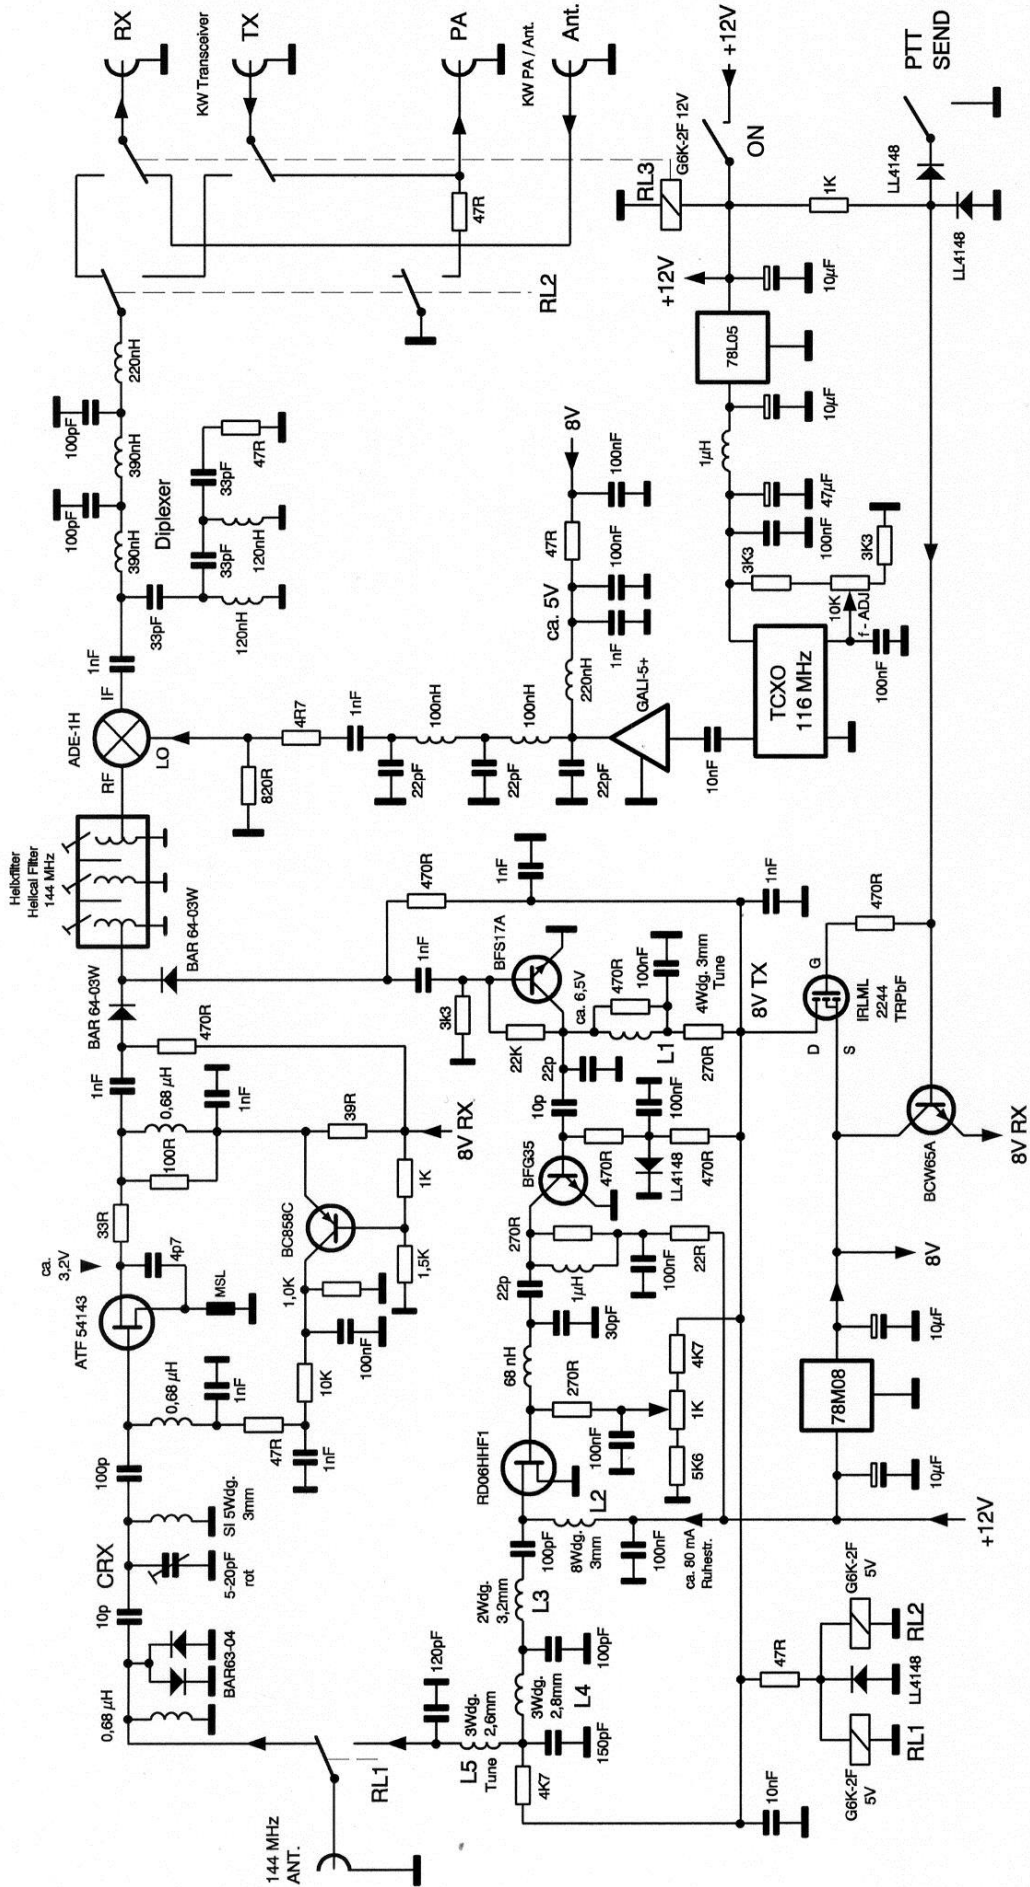 RX
KW Transceiver
TX
PA
KW PA / Ant.
Ant.
+12V
PTT
SEND
ON
G6K-2F 12V
RL3
47R
1K
LL4148
LL4148
RL2
+12V
10µF
78L05
10µF
1µH
47µF
100nF
3K3
3K3
10K
f - ADJ
100nF
TCXO
116 MHz
220nH
100pF
390nH
100pF
390nH
Diplexer
33pF
47R
33pF
120nH
33pF
120nH
8V
100nF
47R
100nF
ca. 5V
1nF
220nH
GALI-5+
10nF
1nF
IF
ADE-1H
RF
LO
4R7
820R
1nF
100nH
100nH
22pF
22pF
22pF
Helixfilter
Helical Filter
144 MHz
BAR 64-03W
BAR 64-03W
470R
1nF
1nF
470R
1nF
0,68 µH
1nF
100R
33R
39R
8V RX
1K
1,5K
BC858C
1,0K
100nF
10K
ca.
3,2V
4p7
MSL
ATF 54143
0,68 µH
1nF
47R
1nF
100p
SI 5Wdg.
3mm
CRX
5-20pF
rot
10p
BAR63-04
0,68 µH
3k3
1nF
BFS17A
22K
ca. 6,5V
470R
100nF
4Wdg. 3mm
Tune
L1
270R
8V TX
22p
10p
100nF
470R
LL4148
470R
BFG35
270R
1µH
100nF
22R
22p
30pF
68 nH
270R
100nF
4K7
1K
5K6
RD06HHF1
L2
8Wdg.
3mm
100nF
ca. 80 mA
Ruhestr.
100pF
2Wdg.
3,2mm
L3
100pF
3Wdg.
2,8mm
L4
150pF
120pF
3Wdg.
2,6mm
L5
Tune
4K7
RL1
144 MHz
ANT.
10nF
47R
G6K-2F
5V
RL2
LL4148
RL1
G6K-2F
5V
+12V
10µF
78M08
10µF
8V
8V RX
BCW65A
D
S
G
IRLML
2244
TRPbF
470R
1nF